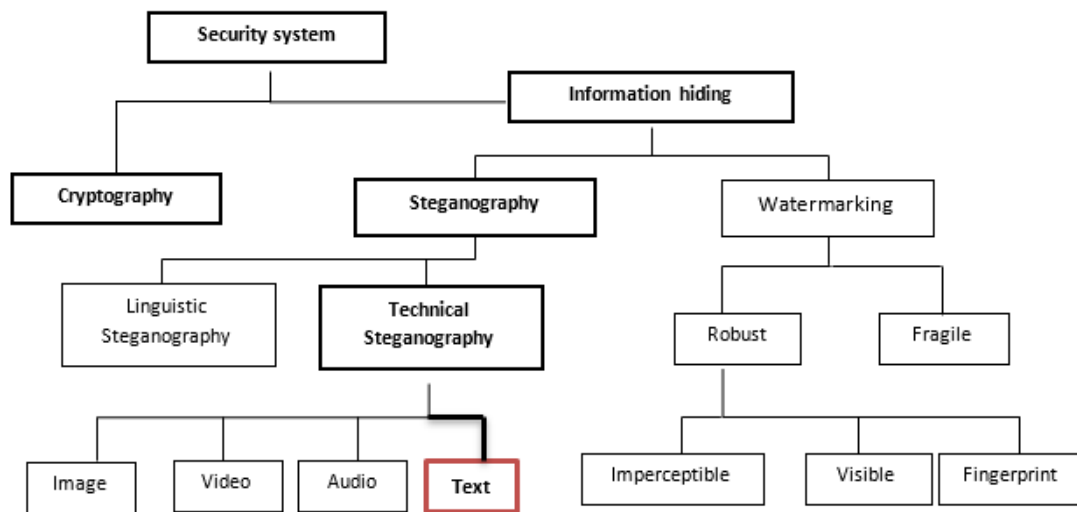 Security system
Information hiding
Cryptography
Steganography
Watermarking
Linguistic
Steganography
Technical
Steganography
Robust
Fragile
Image
Video
Audio
Text
Imperceptible
Visible
Fingerprint